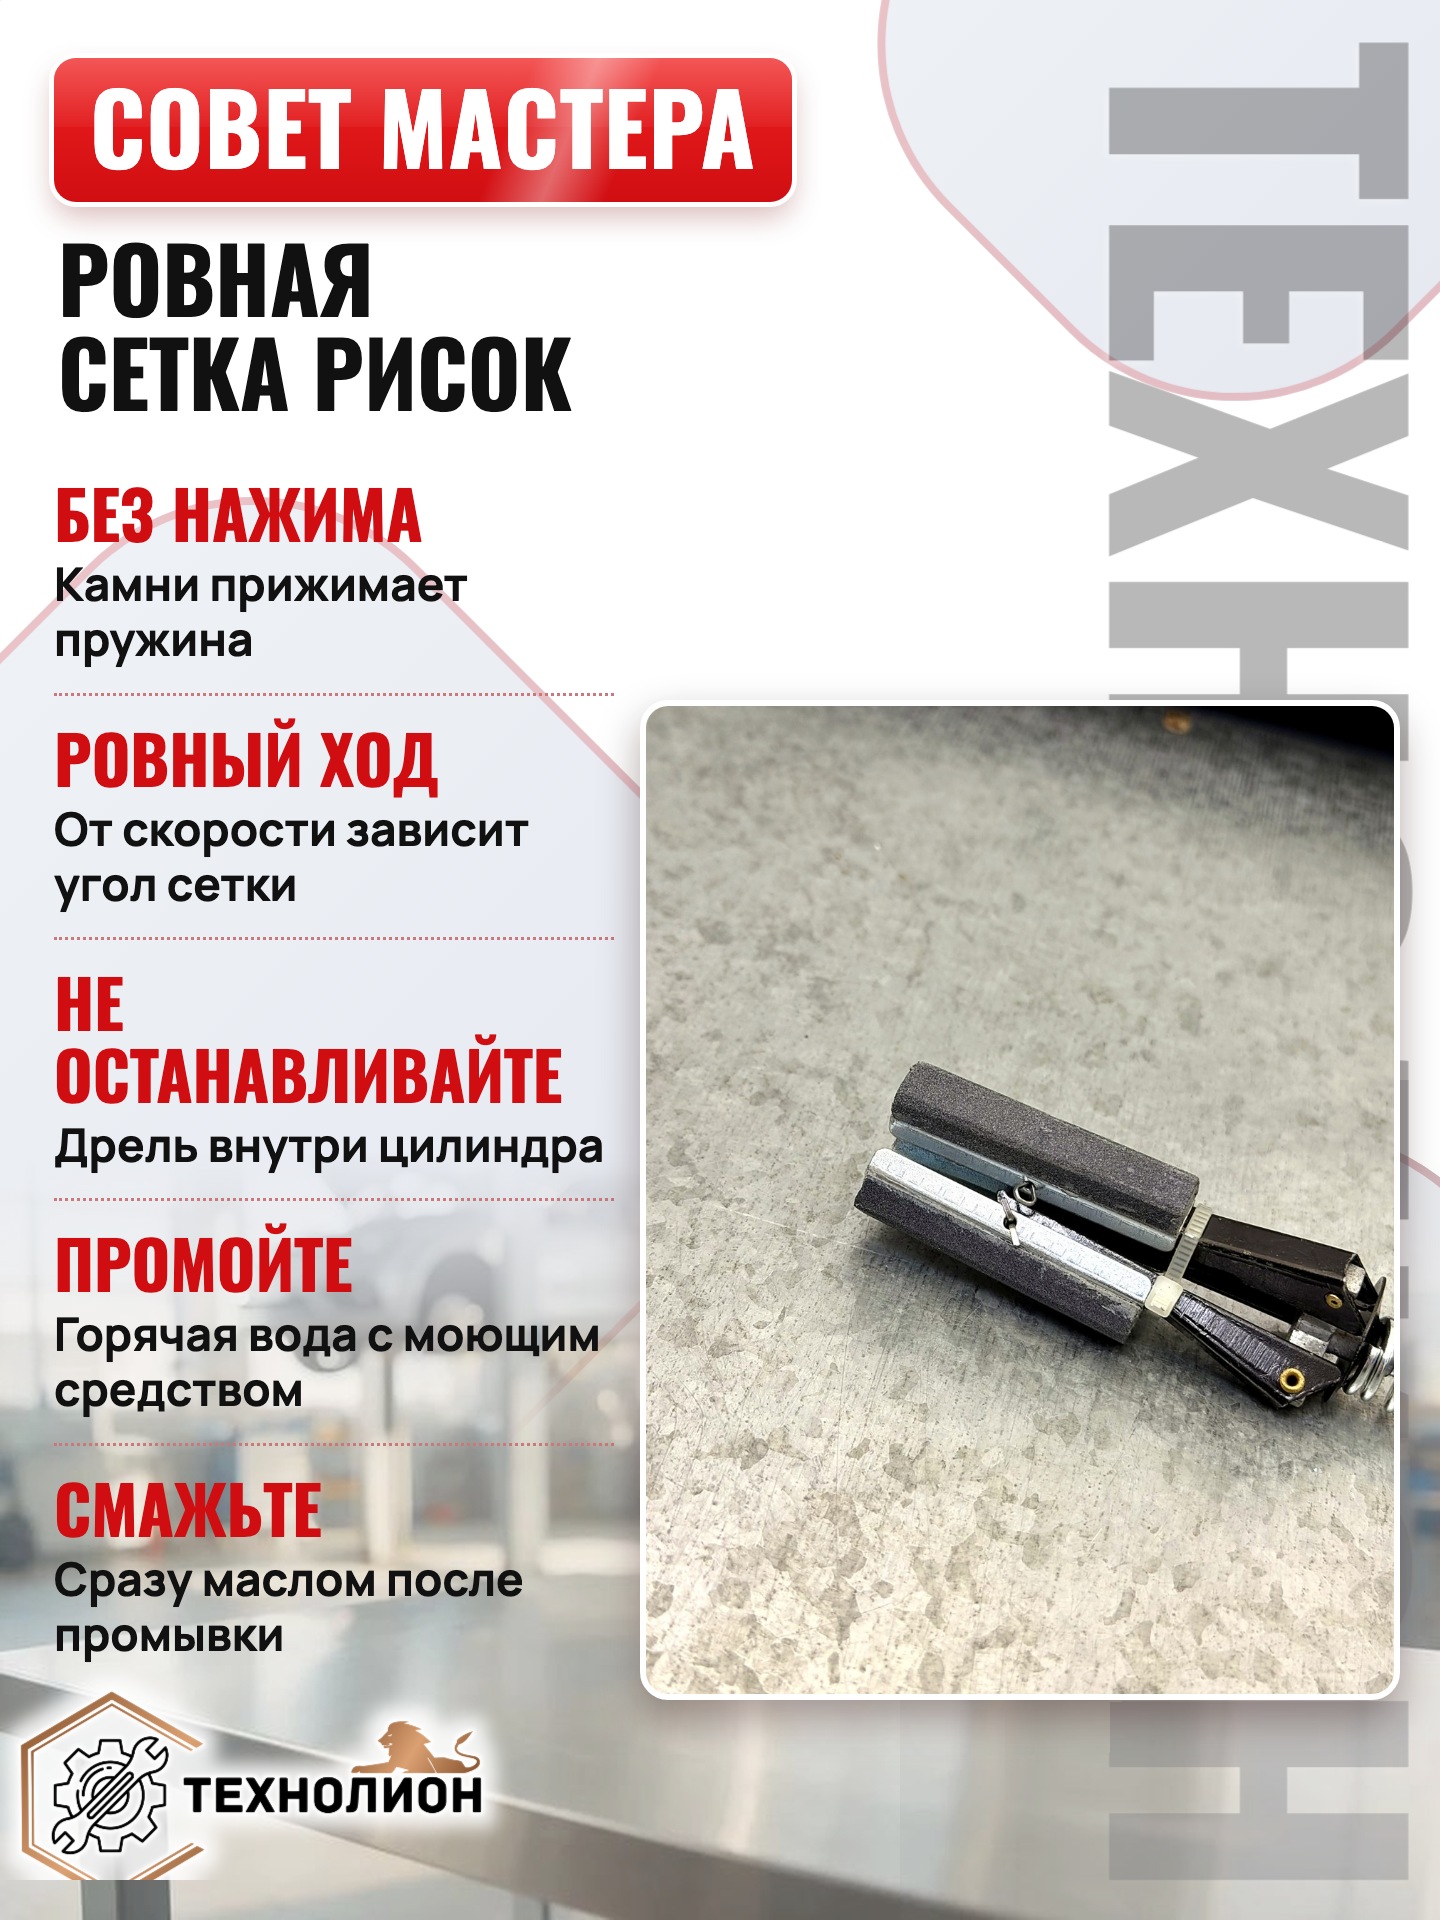 СОВЕТ МАСТЕРА
РОВНАЯ
СЕТКА РИСОК
БЕЗ НАЖИМА
Камни прижимает
пружина
РОВНЫЙ ХОД
От скорости зависит
угол сетки
НЕ
ОСТАНАВЛИВАЙТЕ
Дрель внутри цилиндра
ПРОМОЙТЕ
Горячая вода с моющим
средством
СМАЖЬТЕ
Сразу маслом после
промывки
ТЕХНОЛИОН